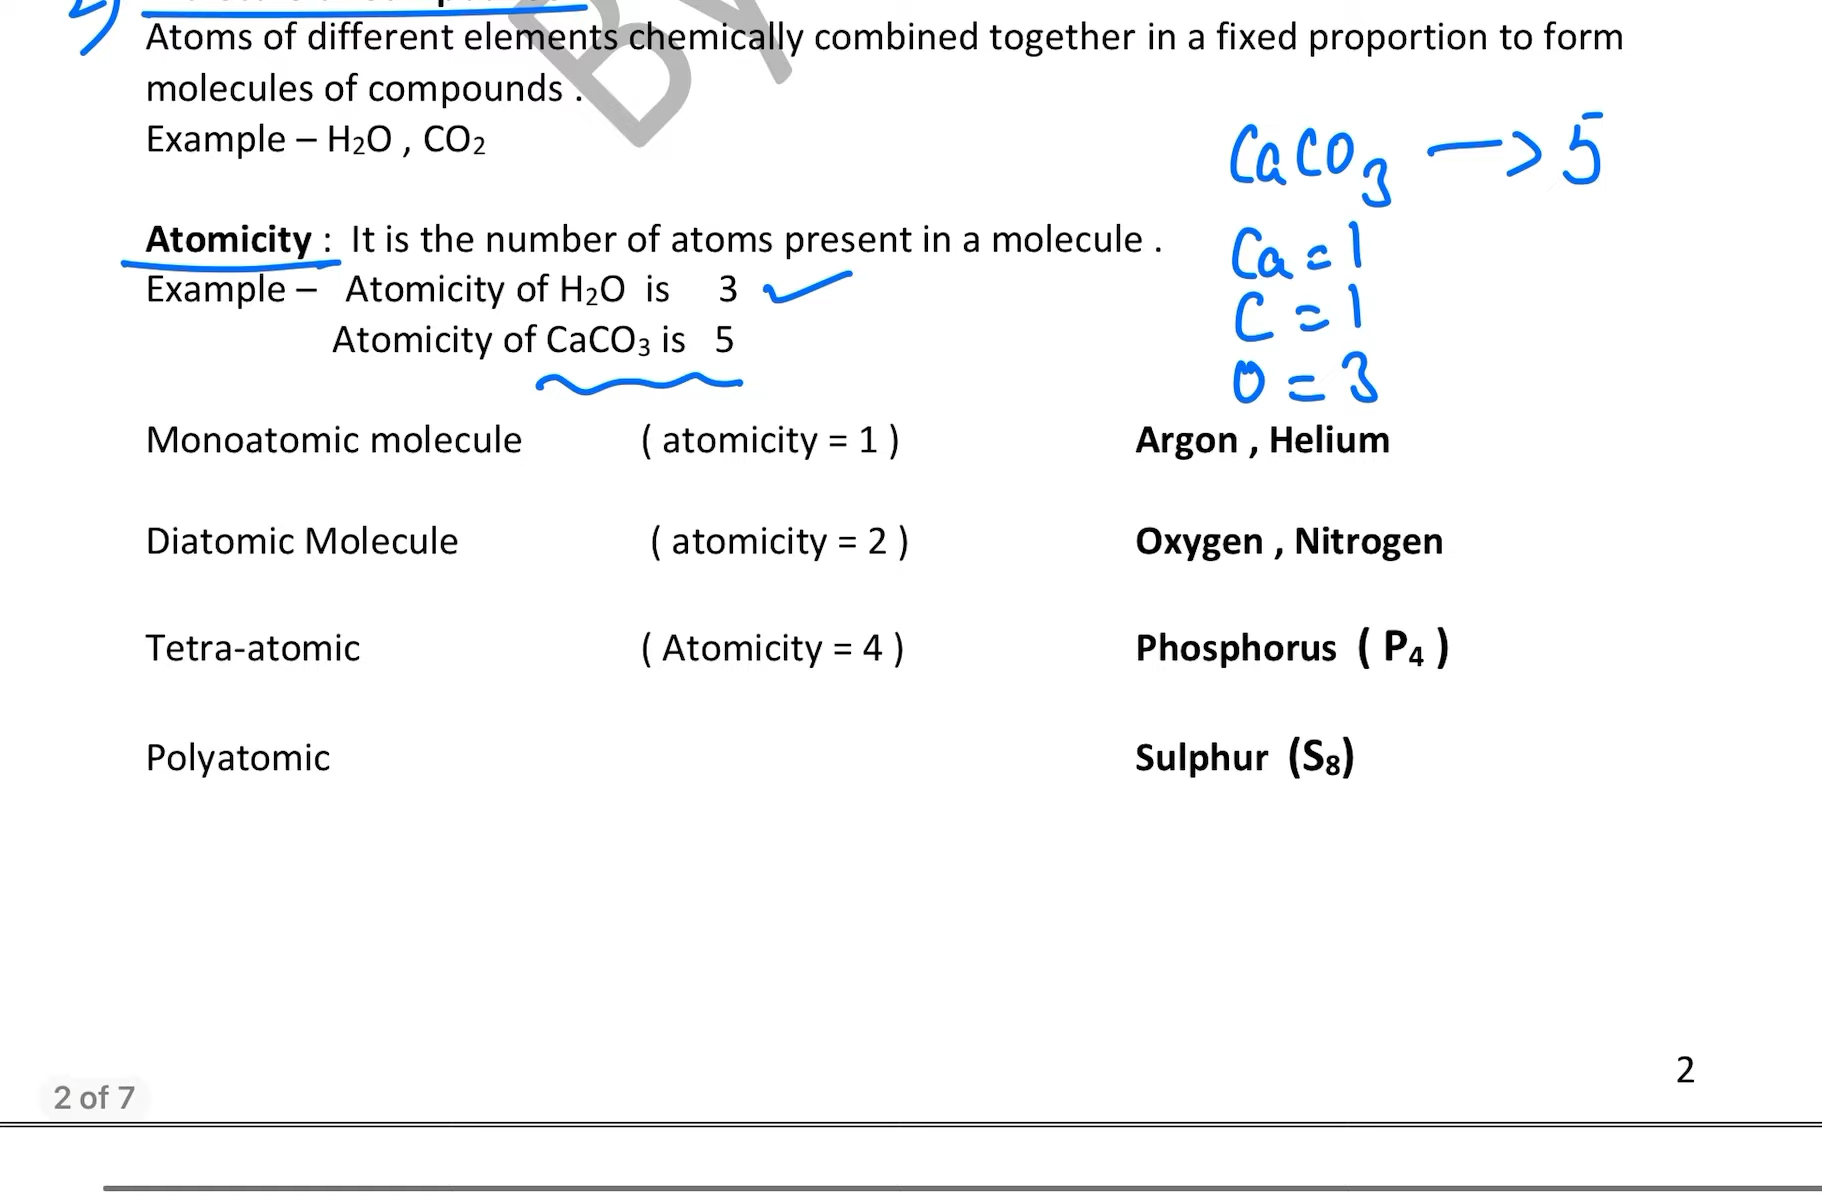 Atoms of different elements chemically combined together in a fixed proportion to form
molecules of compounds .
Example – H₂O , CO₂
CaCO₃ —> 5
Atomicity : It is the number of atoms present in a molecule .
Ca = 1
Example – Atomicity of H₂O is 3
C = 1
Atomicity of CaCO₃ is 5
O = 3
Monoatomic molecule ( atomicity = 1 ) Argon , Helium
Diatomic Molecule ( atomicity = 2 ) Oxygen , Nitrogen
Tetra-atomic ( Atomicity = 4 ) Phosphorus ( P₄ )
Polyatomic Sulphur (S₈)
2
2 of 7